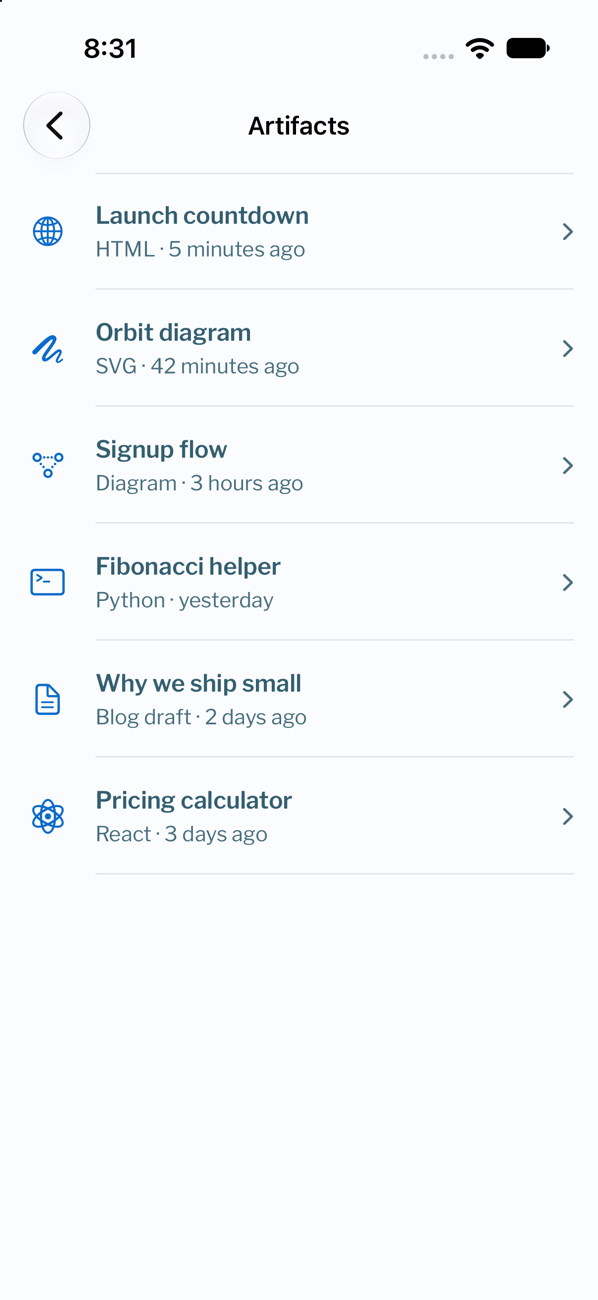 8:31
Artifacts
Launch countdown
HTML · 5 minutes ago
Orbit diagram
SVG · 42 minutes ago
Signup flow
Diagram · 3 hours ago
Fibonacci helper
Python · yesterday
Why we ship small
Blog draft · 2 days ago
Pricing calculator
React · 3 days ago